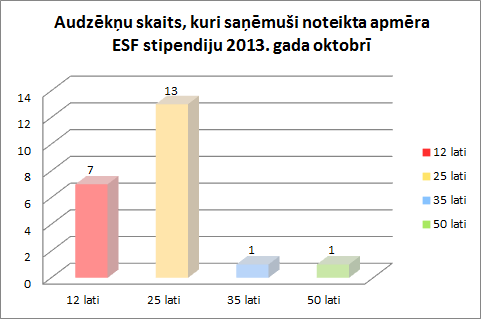 Audzēkņu skaits, kuri saņēmuši noteikta apmēra
ESF stipendiju 2013. gada oktobrī
14
12
10
8
6
4
2
0
7
13
1
1
12 lati
25 lati
35 lati
50 lati
12 lati
25 lati
35 lati
50 lati